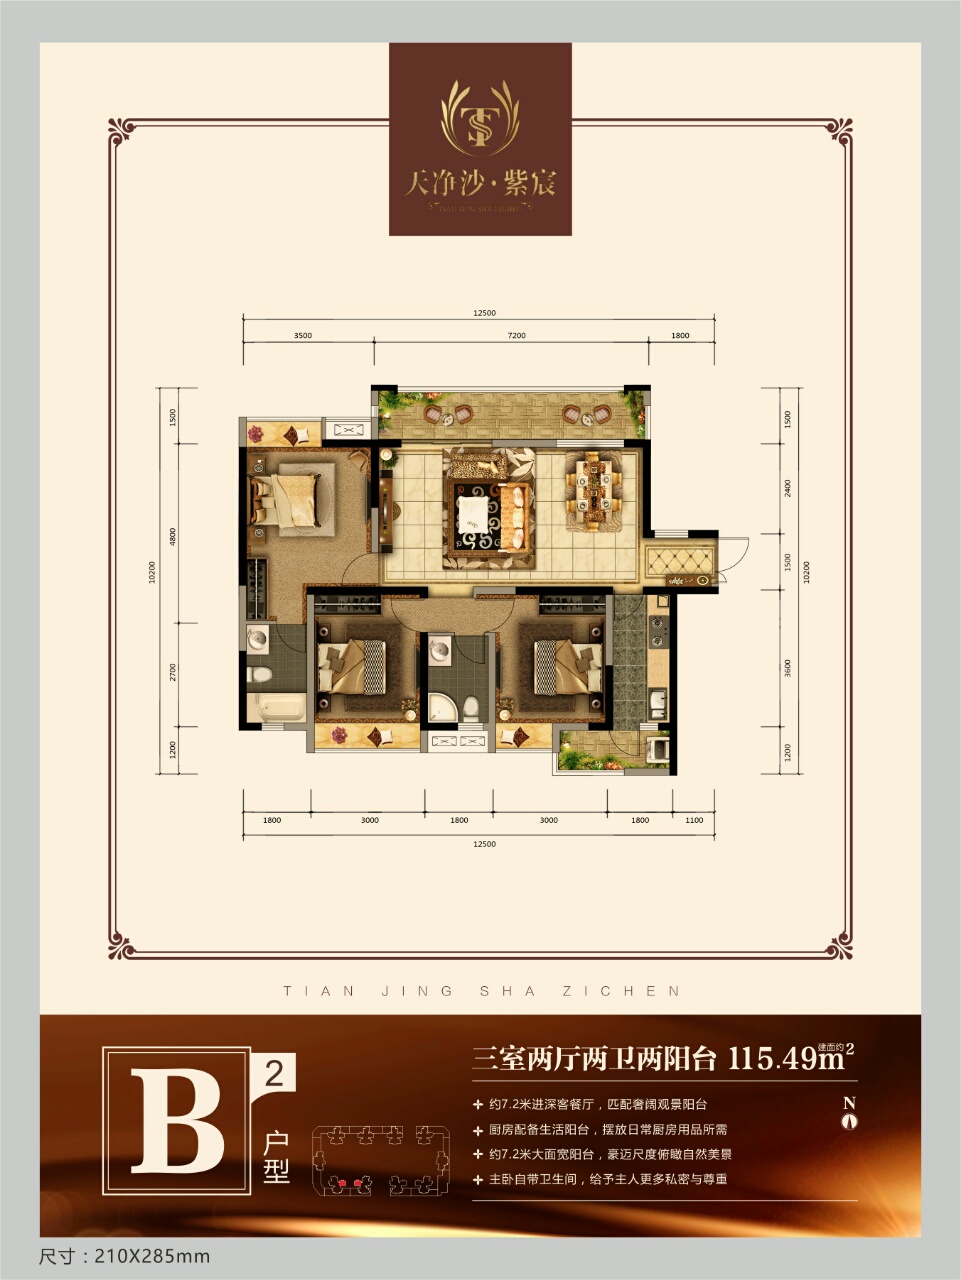 天净沙·紫宸
TIAN JING SHA ZICHEN
12500
3500
7200
1800
1500
4800
2700
1200
10200
1500
2400
1500
3600
1200
10200
1800
3000
1800
3000
1800
1100
12500
TIAN JING SHA ZICHEN
B
2
户型
三室两厅两卫两阳台 115.49m²
建面约
约7.2米进深客餐厅，匹配奢阔观景阳台
厨房配备生活阳台，摆放日常厨房用品所需
约7.2米大面宽阳台，豪迈尺度俯瞰自然美景
主卧自带卫生间，给予主人更多私密与尊重
N
尺寸：210X285mm